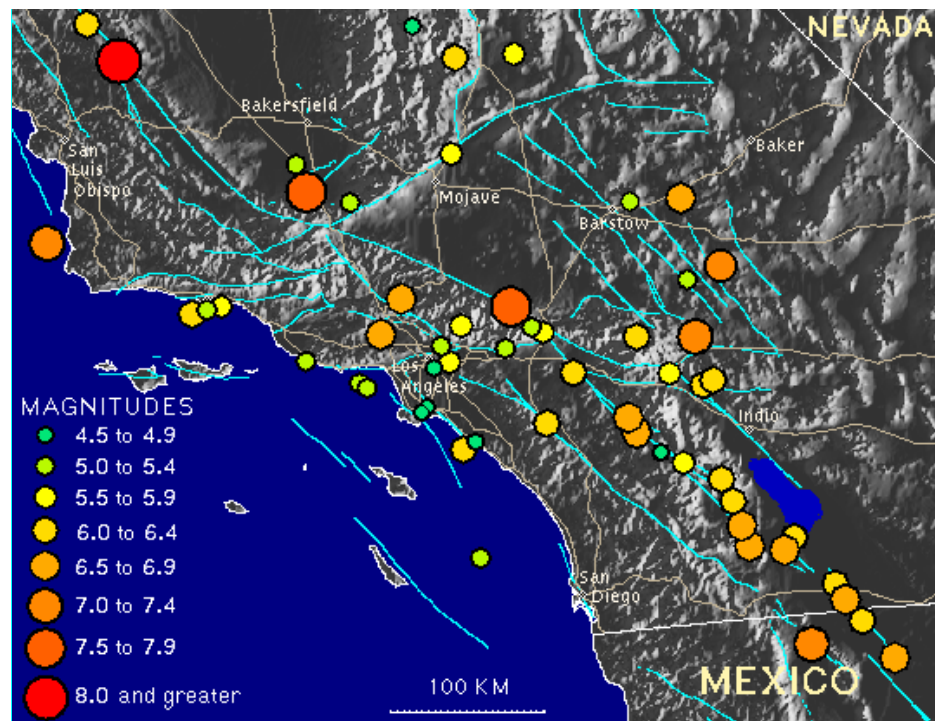 NEVADA
Bakersfield
Baker
San
Luis
Obispo
Mojave
Barstow
Los
Angeles
MAGNITUDES
4.5 to 4.9
5.0 to 5.4
5.5 to 5.9
6.0 to 6.4
6.5 to 6.9
7.0 to 7.4
7.5 to 7.9
8.0 and greater
Indio
San
Diego
100 KM
MEXICO